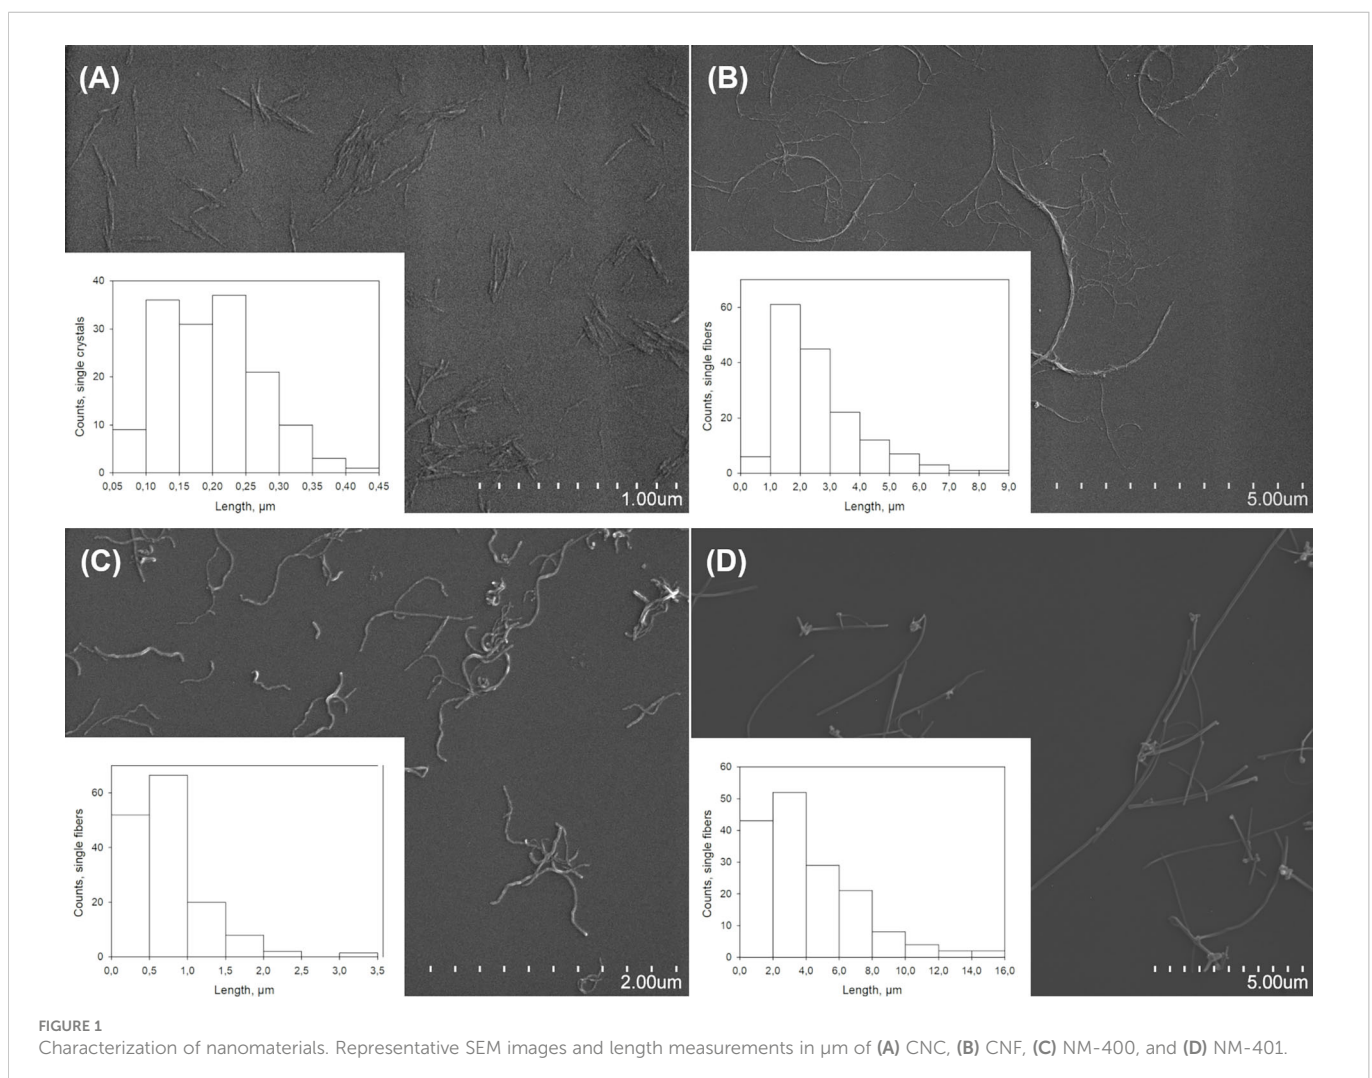 (A)
(B)
40
30
20
10
0
Counts, single crystals
0,05 0,10 0,15 0,20 0,25 0,30 0,35 0,40 0,45
Length, µm
1.00um
60
40
20
0
Counts, single fibers
0,0 1,0 2,0 3,0 4,0 5,0 6,0 7,0 8,0 9,0
Length, µm
5.00um
(C)
(D)
60
40
20
0
Counts, single fibers
0,0 0,5 1,0 1,5 2,0 2,5 3,0 3,5
Length, µm
2.00um
60
50
40
30
20
10
0
Counts, single fibers
0,0 2,0 4,0 6,0 8,0 10,0 12,0 14,0 16,0
Length, µm
5.00um
FIGURE 1
Characterization of nanomaterials. Representative SEM images and length measurements in µm of (A) CNC, (B) CNF, (C) NM-400, and (D) NM-401.